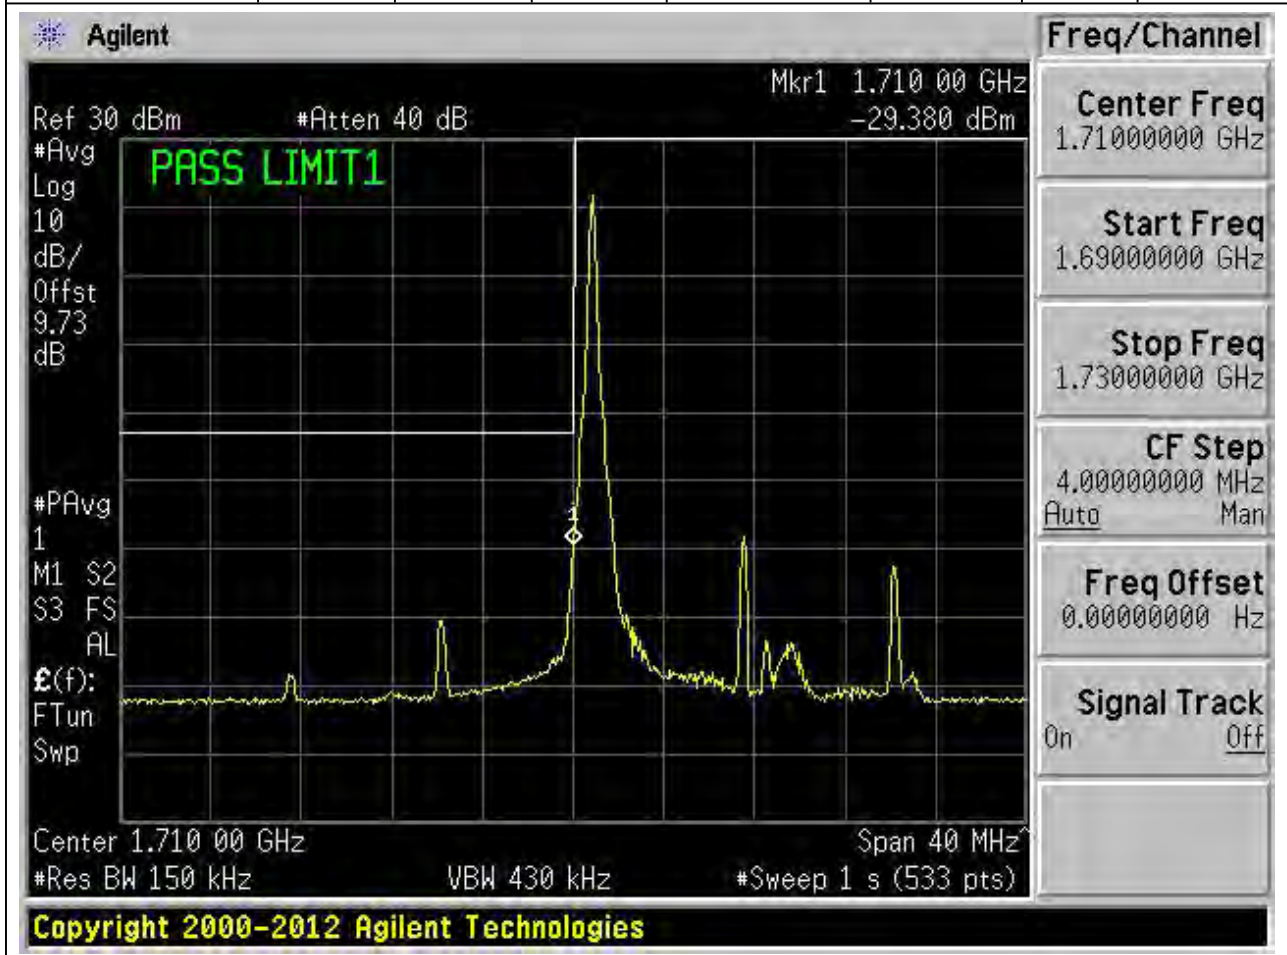 Agilent
Freq/Channel
Mkr1 1.710 00 GHz
Ref 30 dBm #Atten 40 dB -29.380 dBm
#Avg
Log
10
dB/
Offst
9.73
dB
PASS LIMIT1
1
#PAvg
1
M1 S2
S3 FS
AL
£(f):
FTun
Swp
Center 1.710 00 GHz Span 40 MHz^
#Res BW 150 kHz VBW 430 kHz #Sweep 1 s (533 pts)
Copyright 2000-2012 Agilent Technologies
Center Freq
1.71000000 GHz
Start Freq
1.69000000 GHz
Stop Freq
1.73000000 GHz
CF Step
4.00000000 MHz
Auto Man
Freq Offset
0.00000000 Hz
Signal Track
On Off